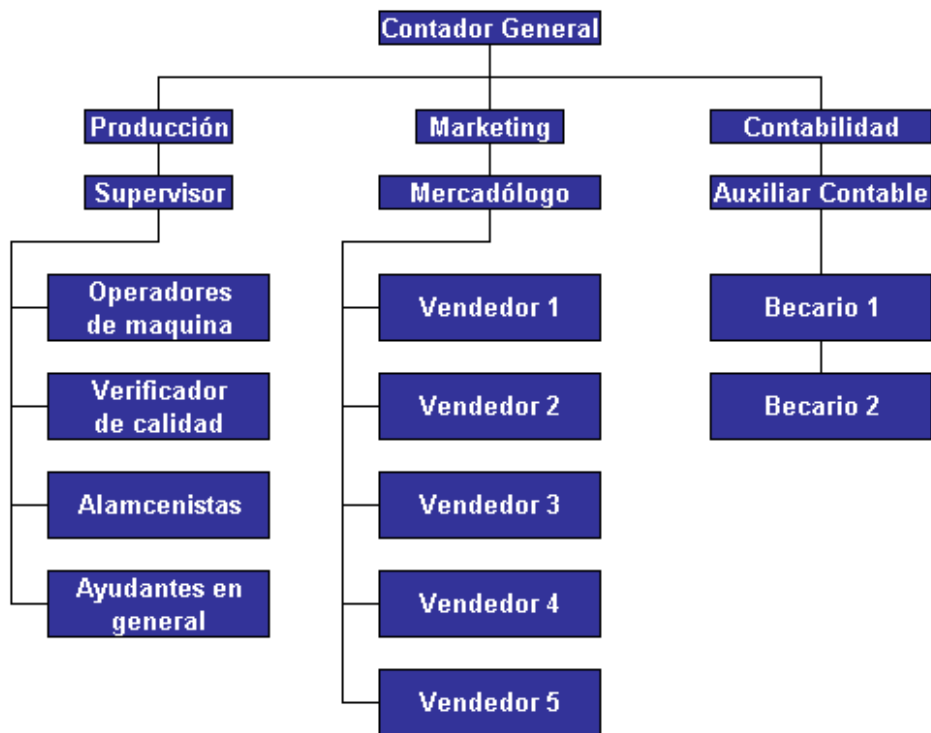 Contador General
Producción
Marketing
Contabilidad
Supervisor
Mercadólogo
Auxiliar Contable
Operadores
de maquina
Vendedor 1
Becario 1
Verificador
de calidad
Vendedor 2
Becario 2
Alamcenistas
Vendedor 3
Ayudantes en
general
Vendedor 4
Vendedor 5